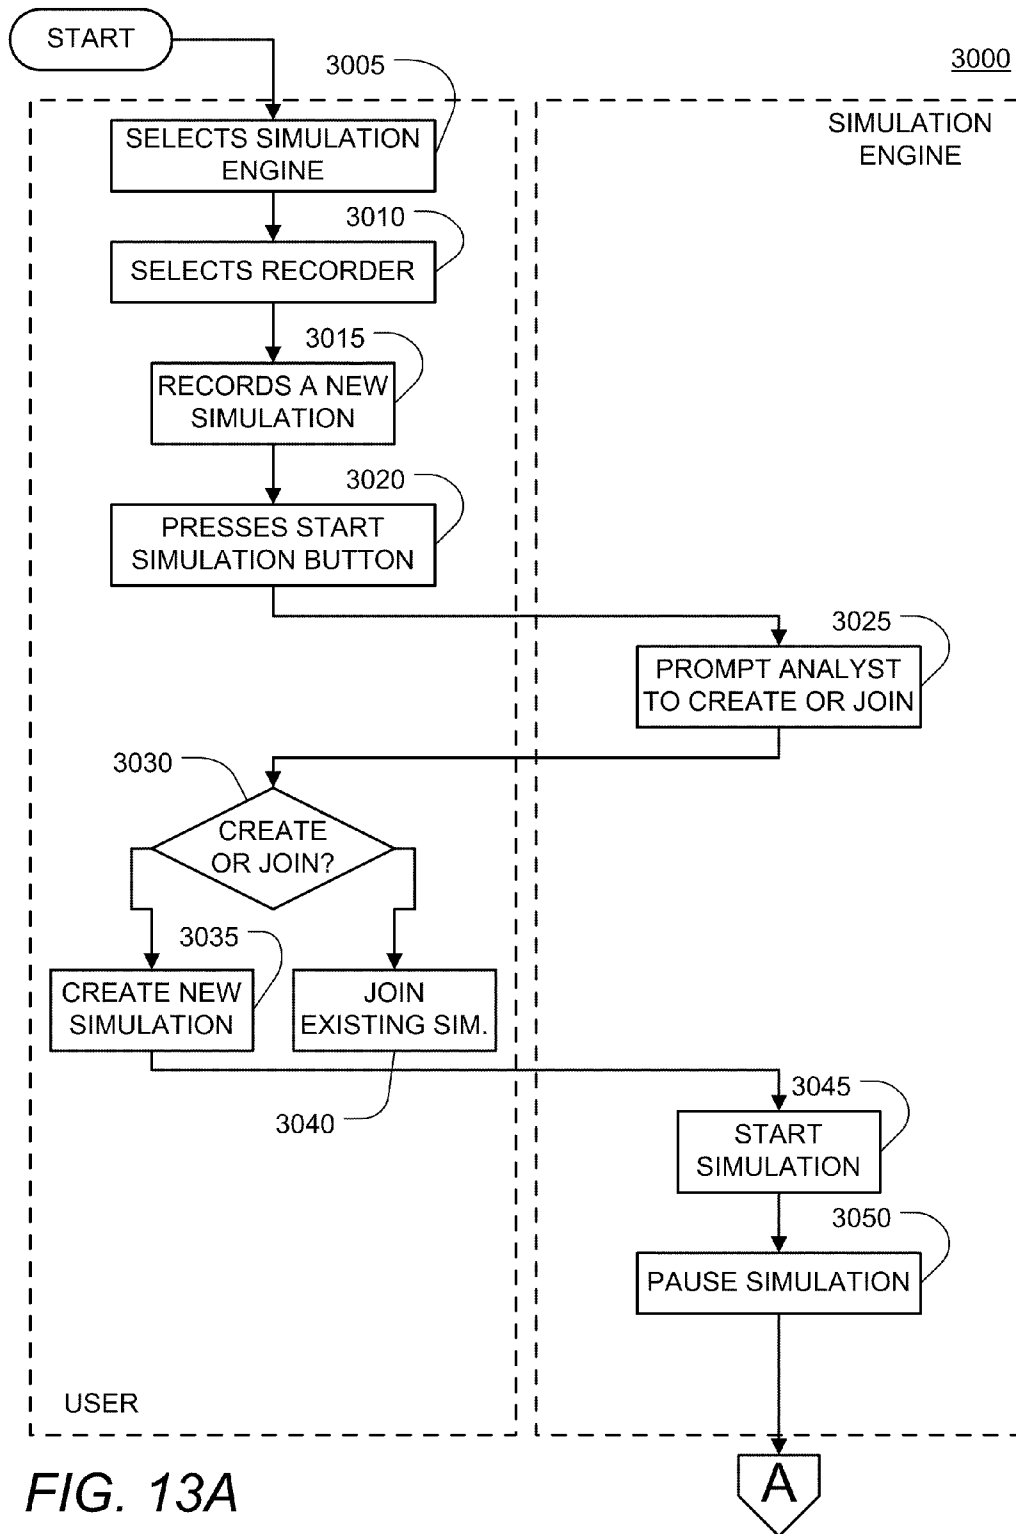 START
3000
3005
SIMULATION
ENGINE
SELECTS SIMULATION
ENGINE
3010
SELECTS RECORDER
3015
RECORDS A NEW
SIMULATION
3020
PRESSES START
SIMULATION BUTTON
3025
PROMPT ANALYST
TO CREATE OR JOIN
3030
CREATE
OR JOIN?
3035
CREATE NEW
SIMULATION
JOIN
EXISTING SIM.
3040
3045
START
SIMULATION
3050
PAUSE SIMULATION
USER
FIG. 13A
A